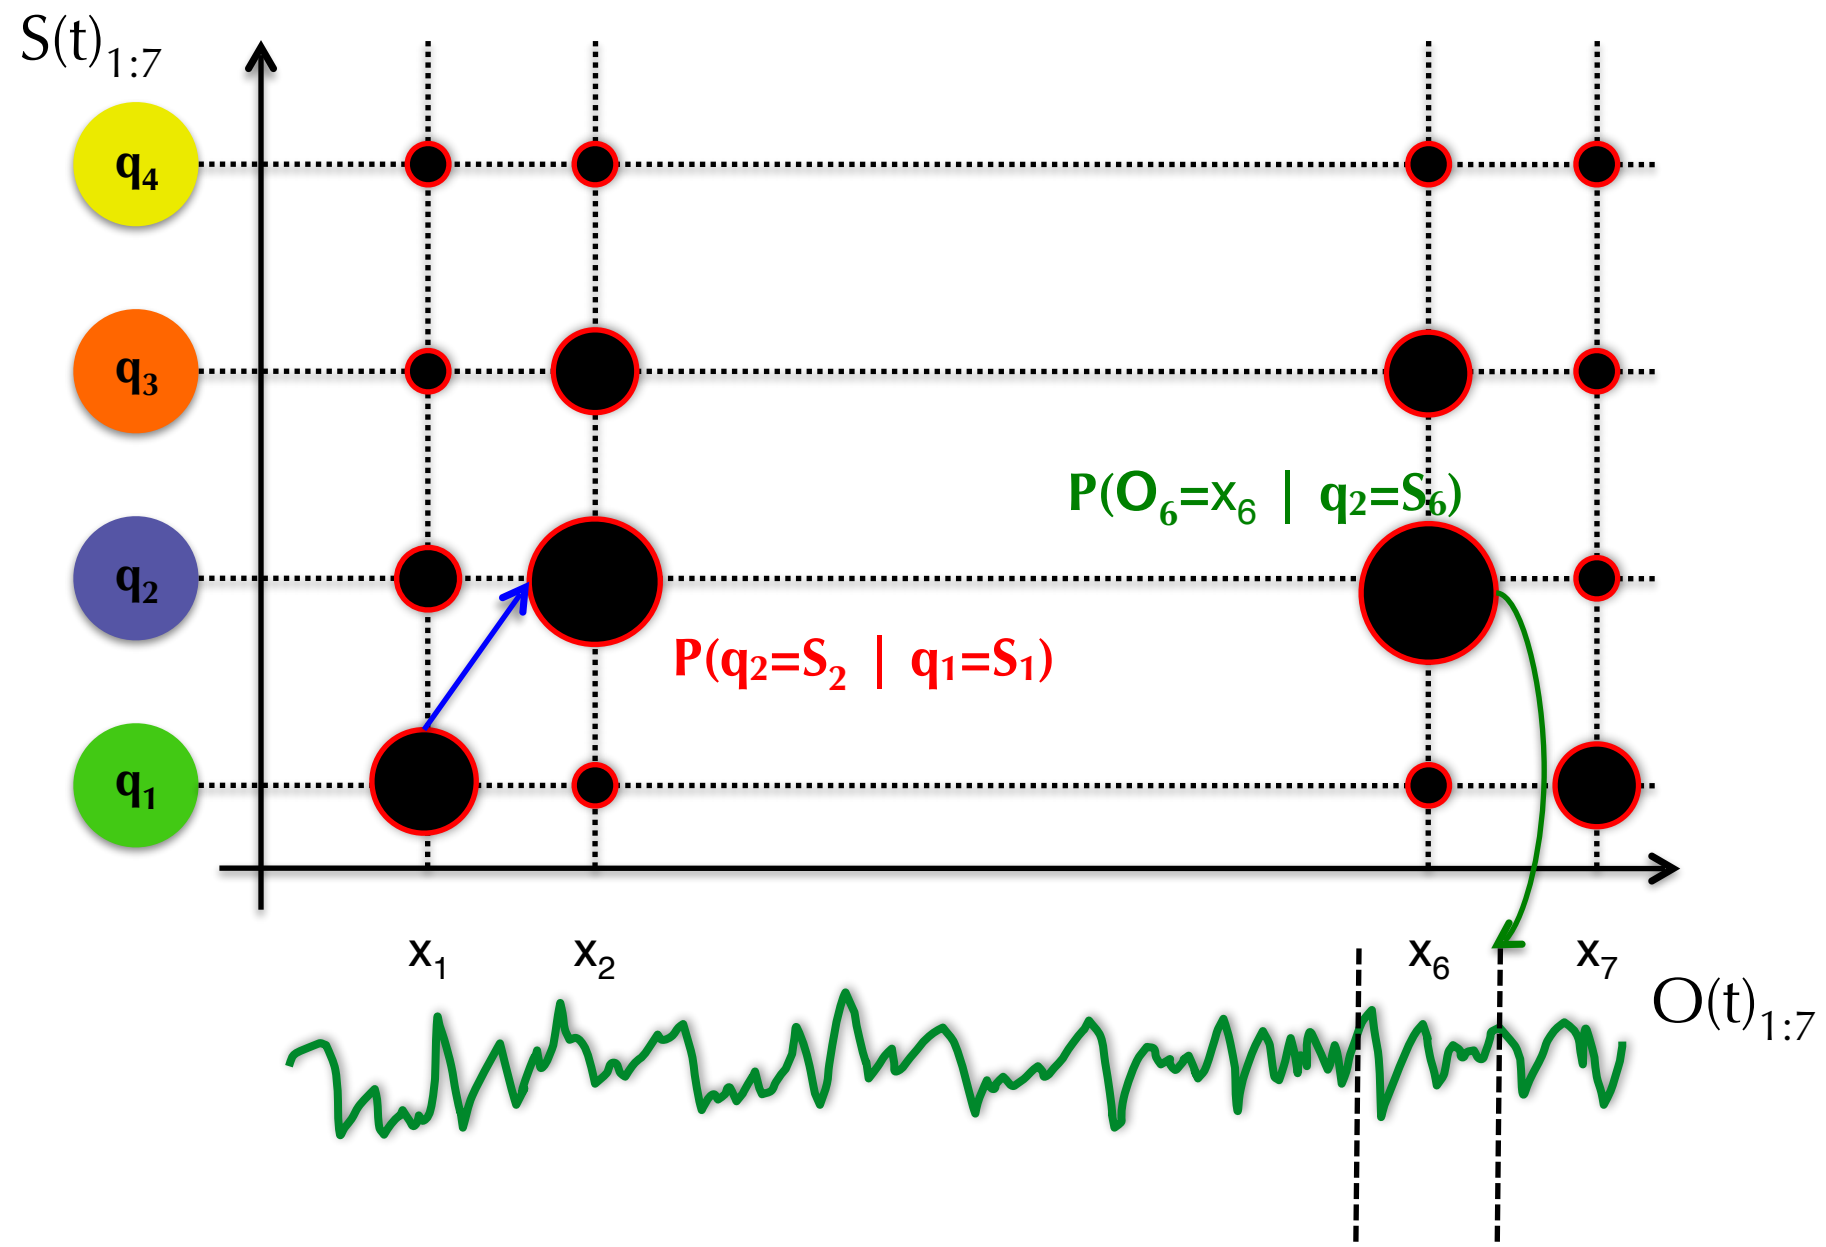 S(t)₁:₇
q₄
q₃
P(O₆=x₆ | q₂=S₆)
q₂
P(q₂=S₂ | q₁=S₁)
q₁
x₁ x₂ x₆ x₇
O(t)₁:₇